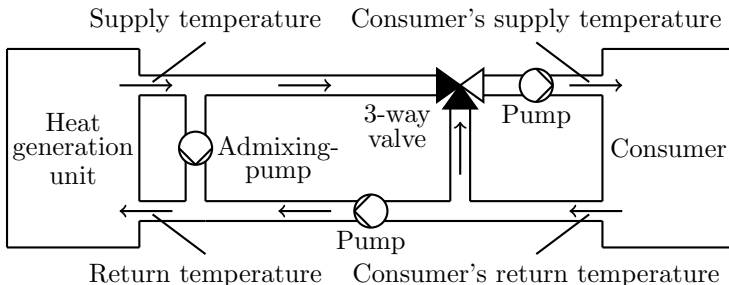 Supply temperature
Consumer's supply temperature
Heat
generation
unit
Admixing-
pump
3-way
valve
Pump
Consumer
Pump
Return temperature
Consumer's return temperature